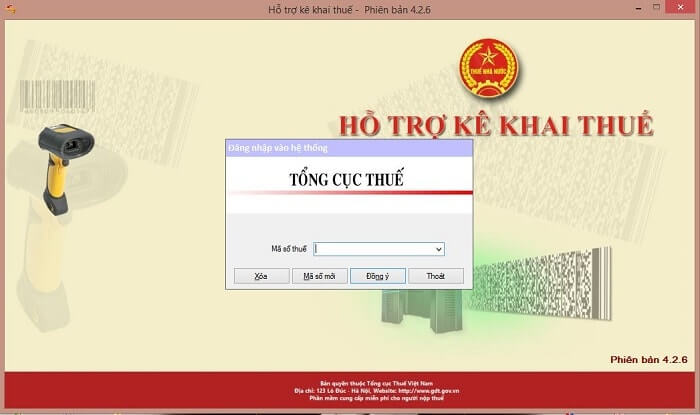 Hỗ trợ kê khai thuế - Phiên bản 4.2.6
THUẾ NHÀ NƯỚC
HỖ TRỢ KÊ KHAI THUẾ
Đăng nhập vào hệ thống
TỔNG CỤC THUẾ
Mã số thuế
Xóa
Mã số mới
Đồng ý
Thoát
Phiên bản 4.2.6
Bản quyền thuộc Tổng cục Thuế Việt Nam
Địa chỉ: 123 Lò Đúc - Hà Nội, Website: http://www.gdt.gov.vn
Phần mềm cung cấp miễn phí cho người nộp thuế